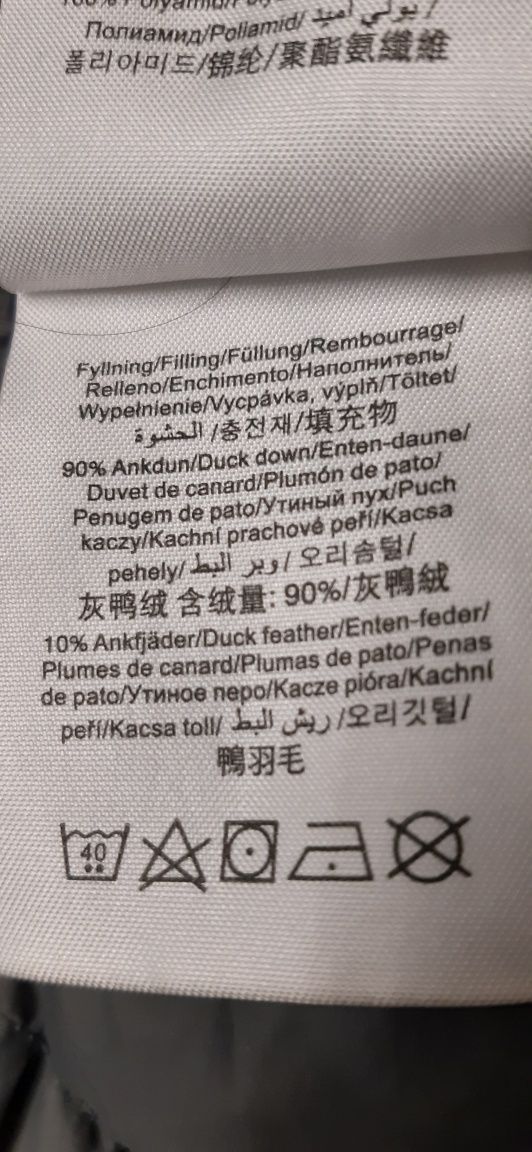 100% Polyamid/
Полиамид/Poliamid/ بولي أميد /
폴리아미드/锦纶/聚酯氨纖維
Fyllning/Filling/Füllung/Rembourrage/
Relleno/Enchimento/Наполнитель/
Wypełnienie/Vycpávka, výplň/Töltet/
الحشوة /충전재/填充物
90% Ankdun/Duck down/Enten-daune/
Duvet de canard/Plumón de pato/
Penugem de pato/Утиный пух/Puch
kaczy/Kachní prachové peří/Kacsa
pehely/ وبر البط /오리솜털/
灰鸭绒 含绒量: 90%/灰鴨絨
10% Ankfjäder/Duck feather/Enten-feder/
Plumes de canard/Plumas de pato/Penas
de pato/Утиное перо/Kacze pióra/Kachní
peří/Kacsa toll/ ريش البط /오리깃털/
鴨羽毛
40